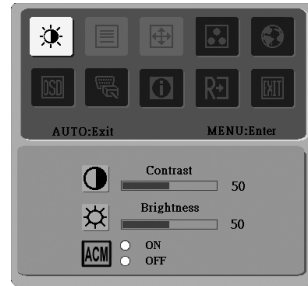 OSD
i
R
EXIT
AUTO:Exit
MENU:Enter
Contrast
50
Brightness
50
ACM
ON
OFF